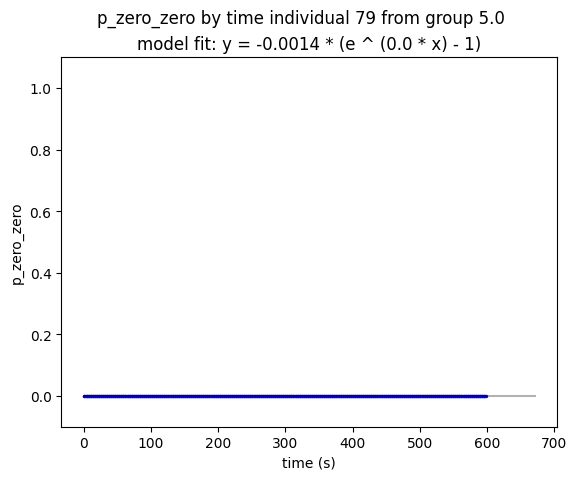 p_zero_zero by time individual 79 from group 5.0
model fit: y = -0.0014 * (e ^ (0.0 * x) - 1)
1.0
0.8
0.6
0.4
0.2
0.0
p_zero_zero
0 100 200 300 400 500 600 700
time (s)